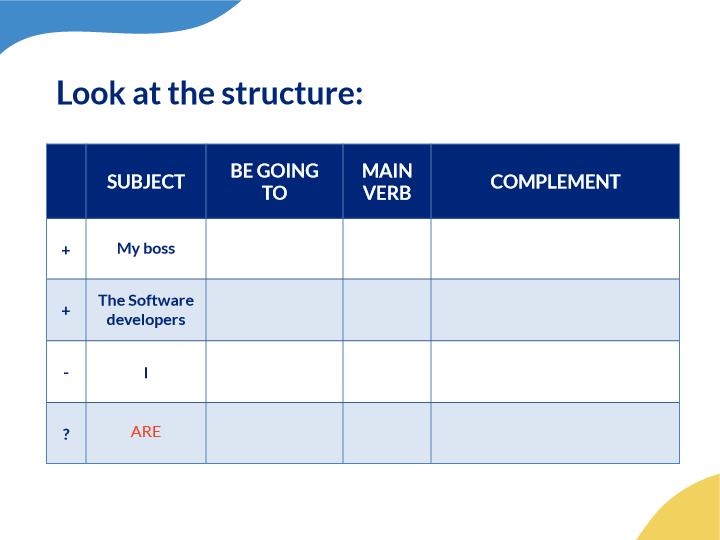 Look at the structure:
SUBJECT
BE GOING
TO
MAIN
VERB
COMPLEMENT
+
My boss
+
The Software
developers
-
I
?
ARE